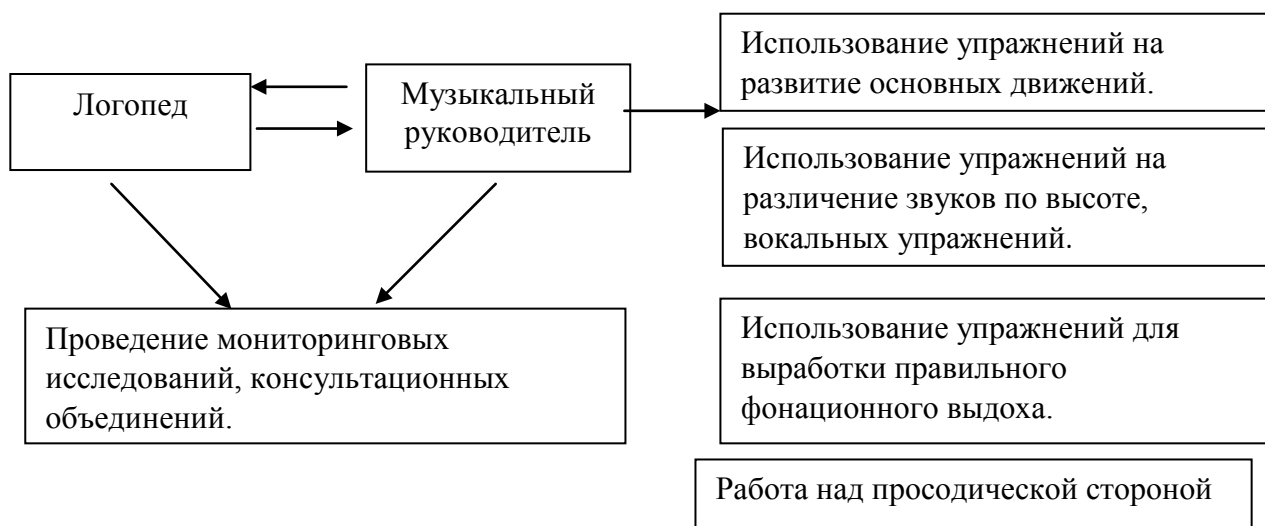 Логопед
Музыкальный
руководитель
Использование упражнений на
развитие основных движений.
Использование упражнений на
различение звуков по высоте,
вокальных упражнений.
Проведение мониторинговых
исследований, консультационных
объединений.
Использование упражнений для
выработки правильного
фонационного выдоха.
Работа над просодической стороной